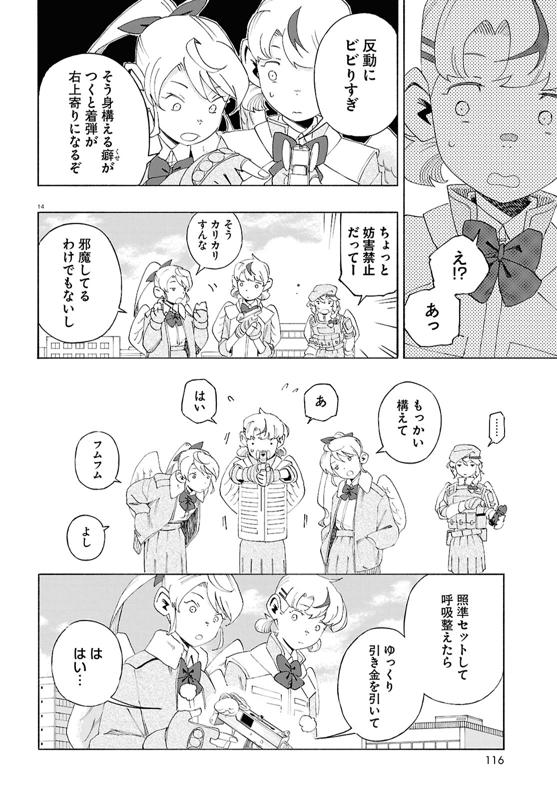 え!?
あっ
反動に
ビビりすぎ
そう身構える癖が
くせ
つくと着弾が
右上寄りになるぞ
14
ちょっと
妨害禁止
だってー
そう
カリカリ
すんな
邪魔してる
わけでもないし
……
もっかい
構えて
あ
はい
フムフム
よし
照準セットして
呼吸整えたら
ゆっくり
引き金を引いて
は
はい…
116